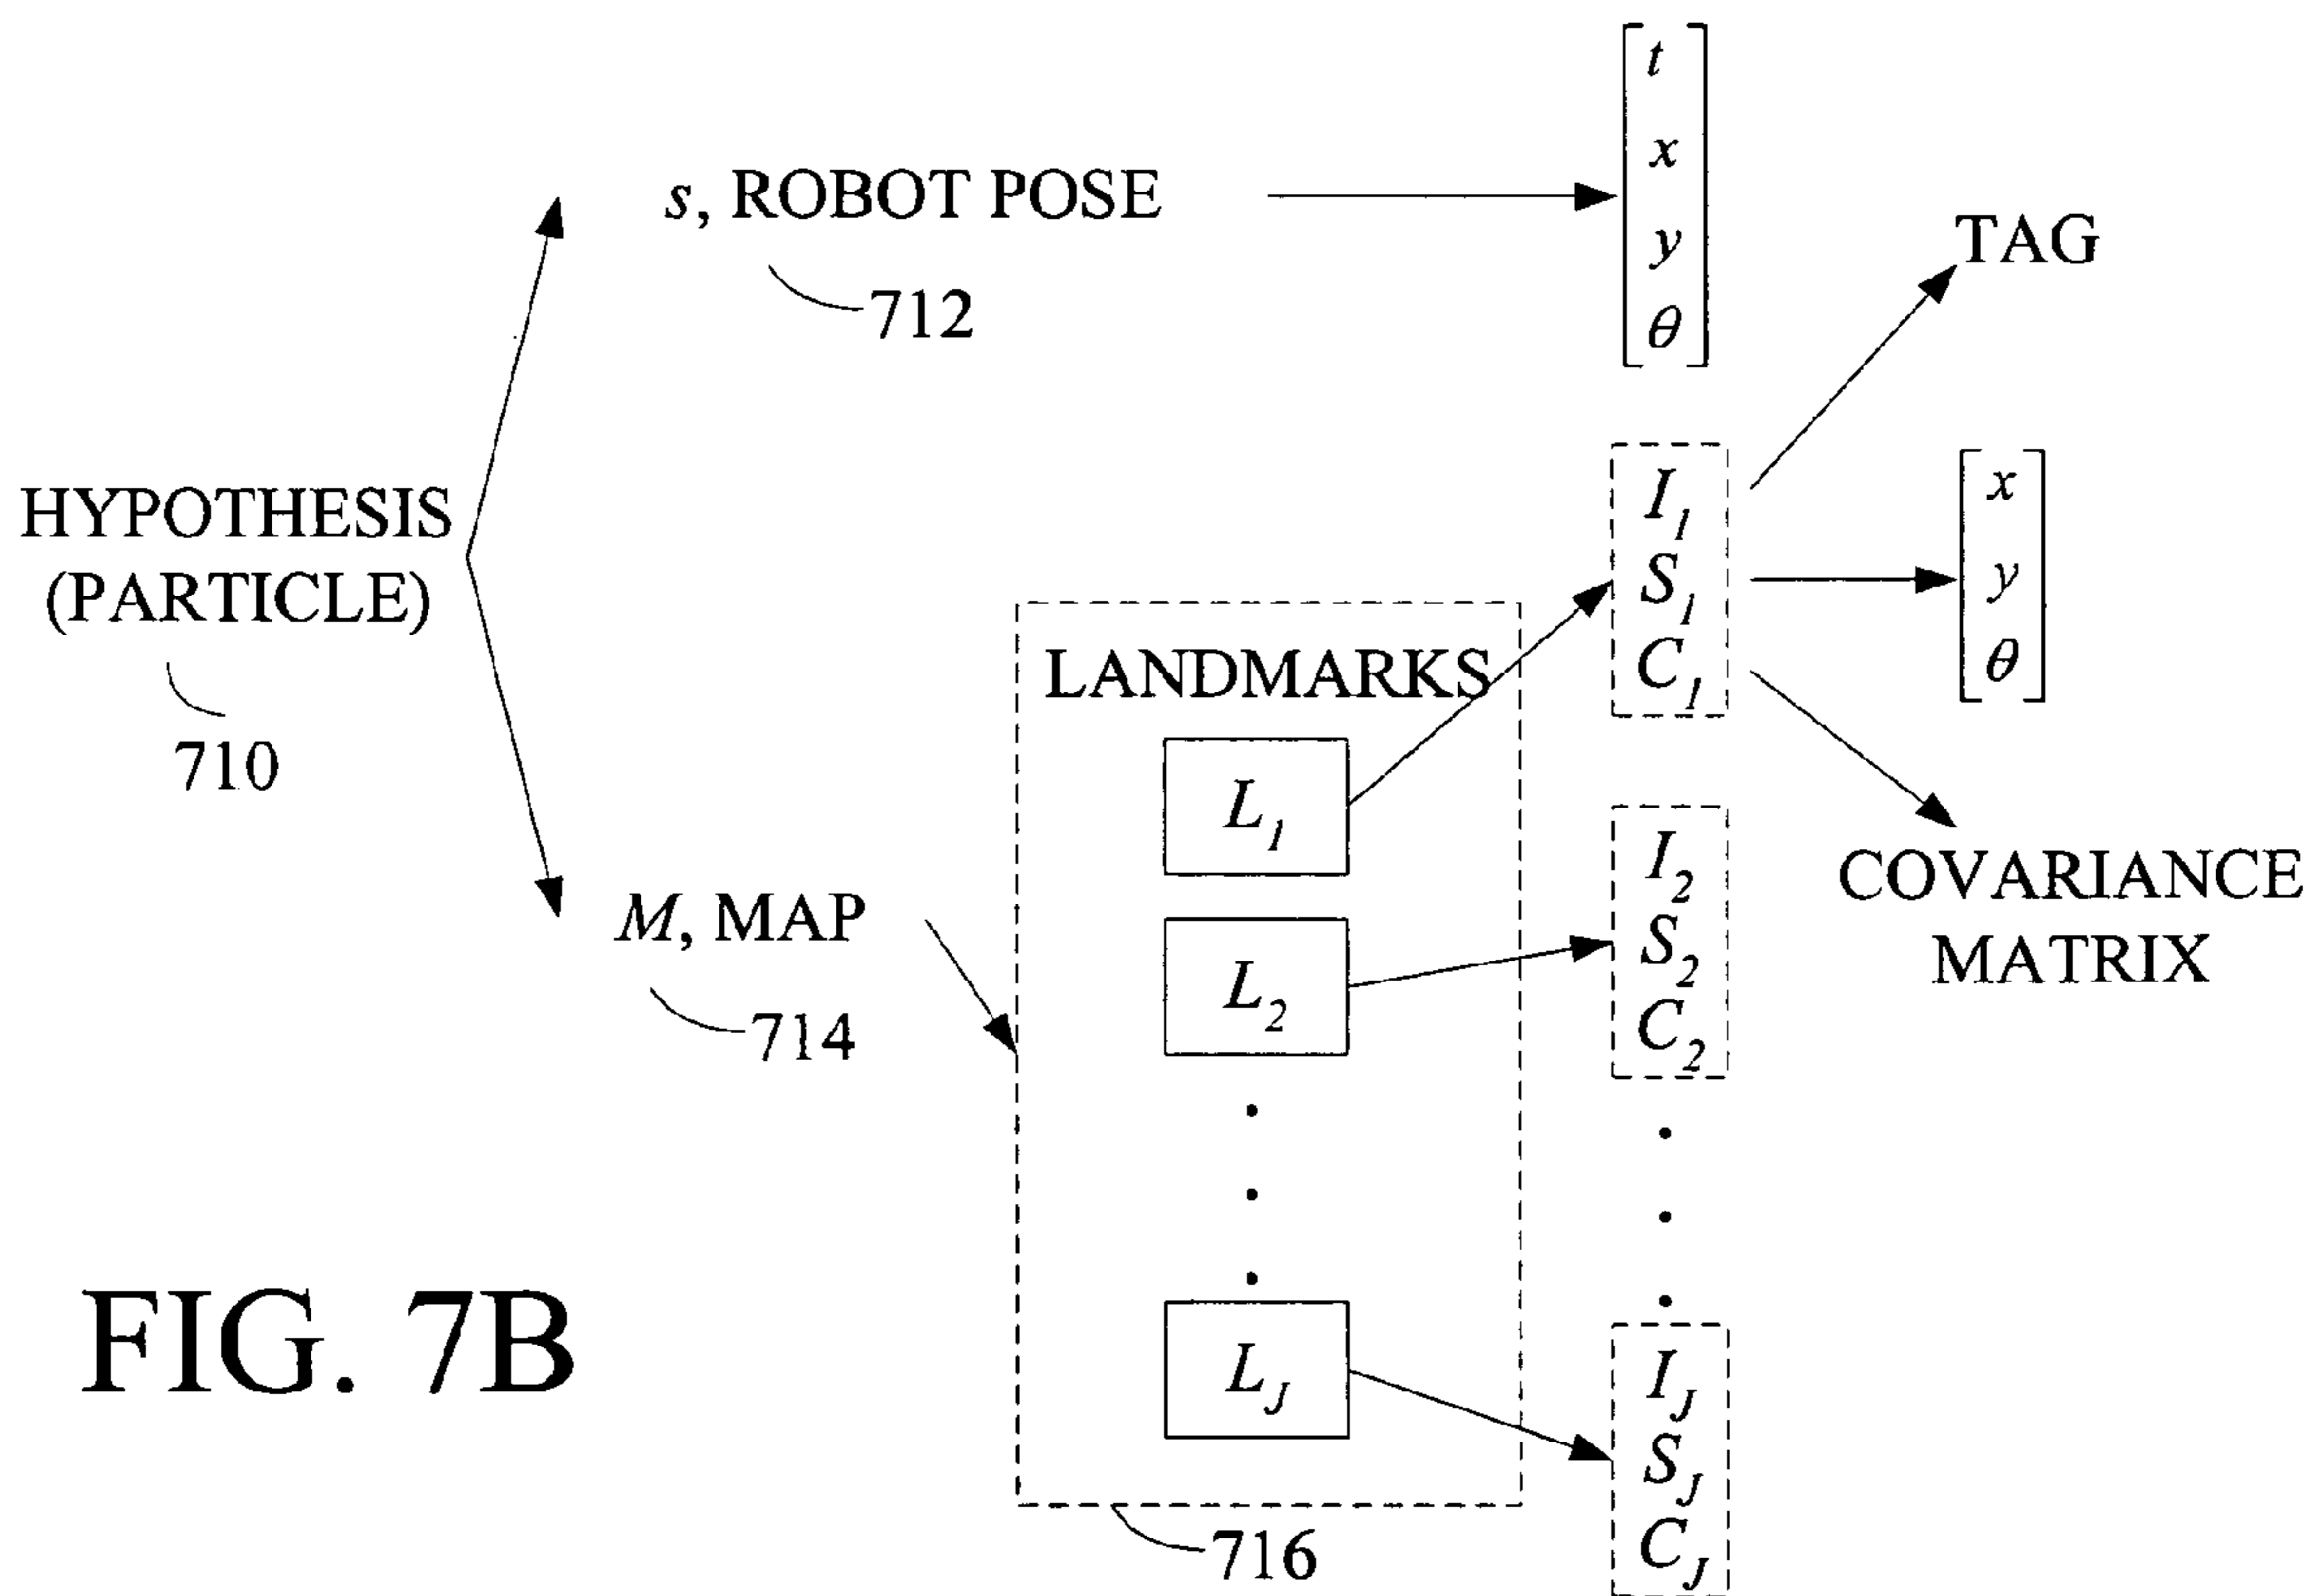 t
x
y
θ
s, ROBOT POSE
712
TAG
HYPOTHESIS
(PARTICLE)
710
I1
S1
C1
x
y
θ
LANDMARKS
L1
L2
LJ
M, MAP
714
I2
S2
C2
COVARIANCE
MATRIX
IJ
SJ
CJ
716
FIG. 7B